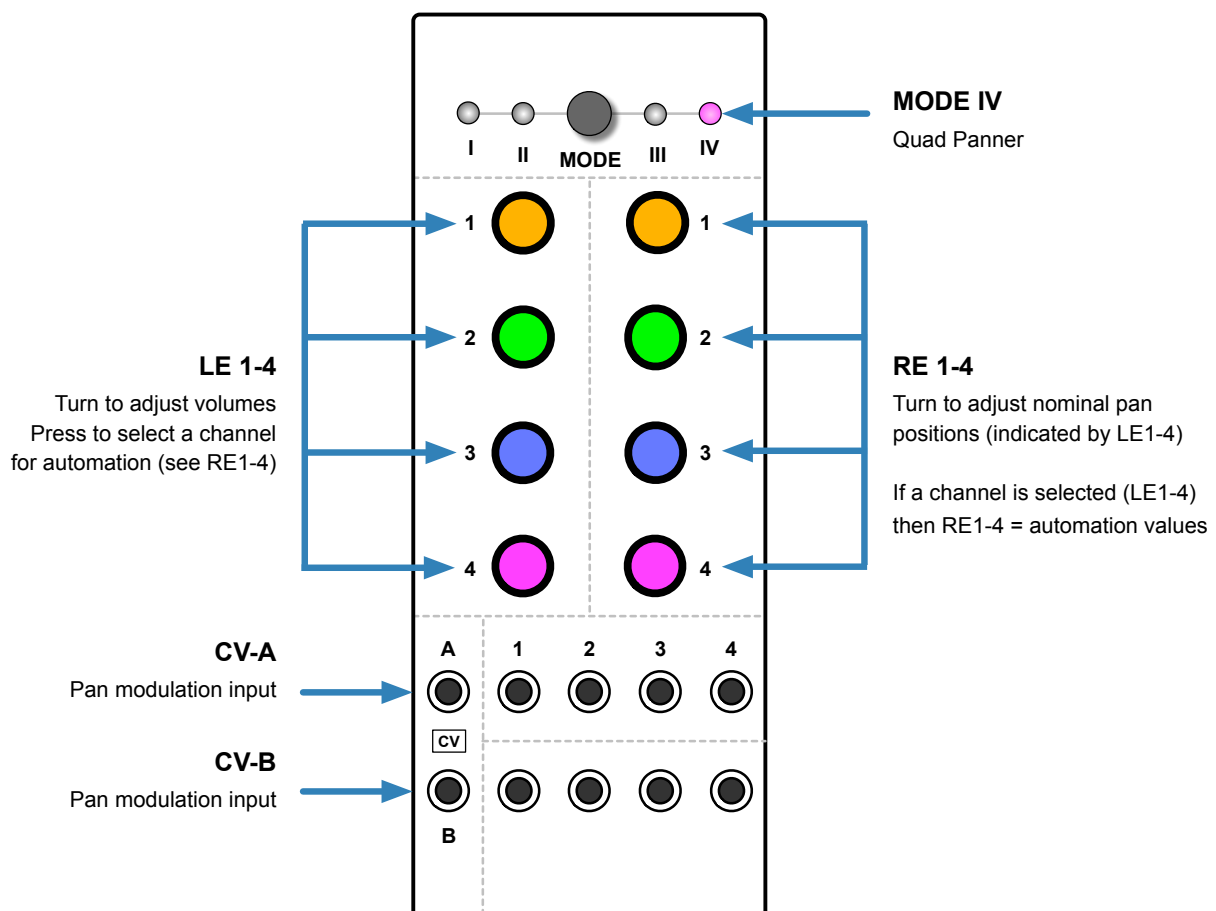 MODE IV
Quad Panner
I II MODE III IV
1 1
2 2
LE 1-4
Turn to adjust volumes
Press to select a channel
for automation (see RE1-4)
RE 1-4
Turn to adjust nominal pan
positions (indicated by LE1-4)
If a channel is selected (LE1-4)
then RE1-4 = automation values
3 3
4 4
CV-A
Pan modulation input
A 1 2 3 4
CV
CV-B
Pan modulation input
B